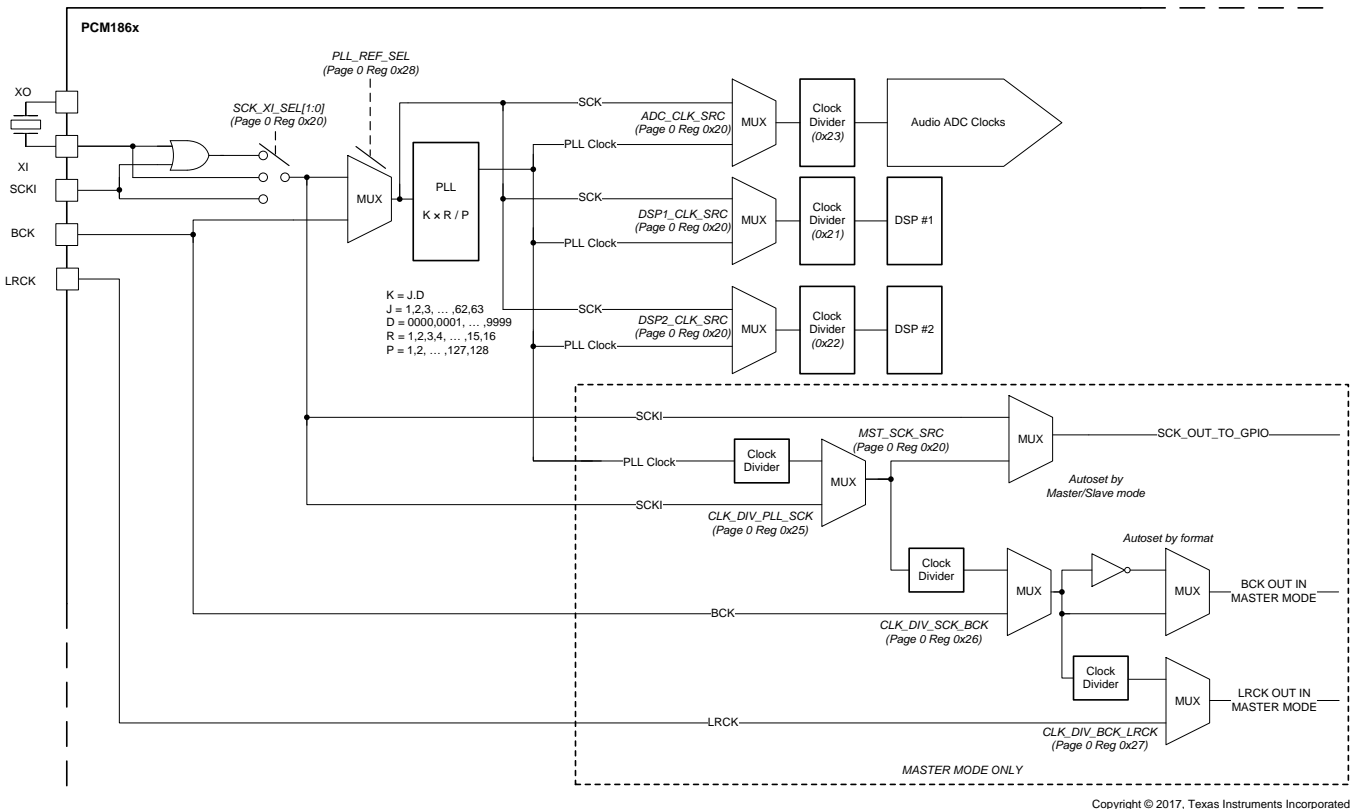 PCM186x
PLL_REF_SEL
(Page 0 Reg 0x28)
XO
SCK_XI_SEL[1:0]
(Page 0 Reg 0x20)
XI
SCKI
BCK
LRCK
MUX
PLL
K × R / P
K = J.D
J = 1,2,3, … ,62,63
D = 0000,0001, … ,9999
R = 1,2,3,4, … ,15,16
P = 1,2, … ,127,128
SCK
ADC_CLK_SRC
(Page 0 Reg 0x20)
PLL Clock
MUX
Clock
Divider
(0x23)
Audio ADC Clocks
SCK
DSP1_CLK_SRC
(Page 0 Reg 0x20)
PLL Clock
MUX
Clock
Divider
(0x21)
DSP #1
SCK
DSP2_CLK_SRC
(Page 0 Reg 0x20)
PLL Clock
MUX
Clock
Divider
(0x22)
DSP #2
SCKI
MST_SCK_SRC
(Page 0 Reg 0x20)
MUX
SCK_OUT_TO_GPIO
PLL Clock
Clock
Divider
MUX
Autoset by
Master/Slave mode
SCKI
CLK_DIV_PLL_SCK
(Page 0 Reg 0x25)
Autoset by format
Clock
Divider
MUX
MUX
BCK OUT IN
MASTER MODE
BCK
CLK_DIV_SCK_BCK
(Page 0 Reg 0x26)
Clock
Divider
MUX
LRCK OUT IN
MASTER MODE
LRCK
CLK_DIV_BCK_LRCK
(Page 0 Reg 0x27)
MASTER MODE ONLY
Copyright © 2017, Texas Instruments Incorporated